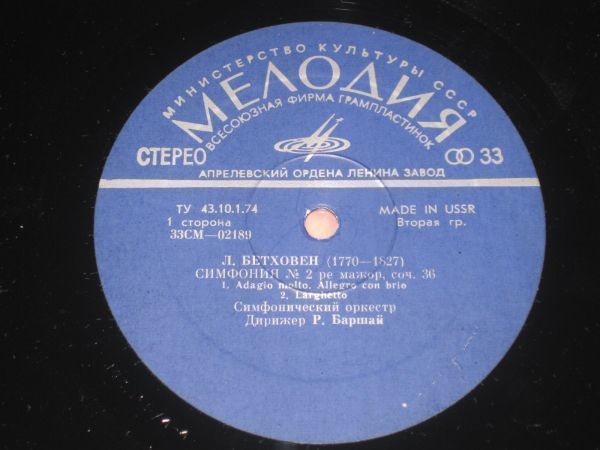 МИНИСТЕРСТВО КУЛЬТУРЫ СССР
МЕЛОДИЯ
ВСЕСОЮЗНАЯ ФИРМА ГРАМПЛАСТИНОК
СТЕРЕО 33
АПРЕЛЕВСКИЙ ОРДЕНА ЛЕНИНА ЗАВОД
ТУ 43.10.1.74 MADE IN USSR
1 сторона Вторая гр.
33СМ—02189
Л. БЕТХОВЕН (1770—1827)
СИМФОНИЯ № 2 ре мажор, соч. 36
1. Adagio molto. Allegro con brio
2. Larghetto
Симфонический оркестр
Дирижер Р. Баршай